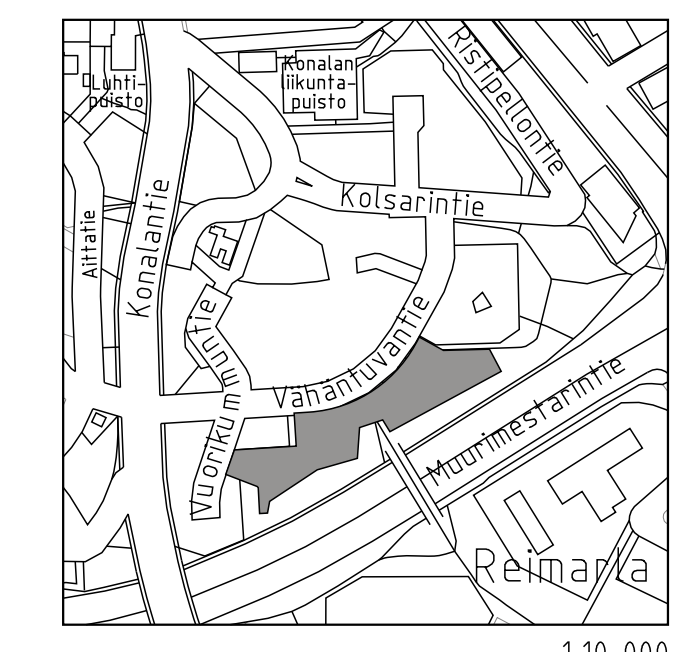 Luhti-
puisto
Konalan
liikunta-
puisto
Ristipellontie
Kolsarintie
Konalantie
Aittatie
Vuorikummuntie
Vähäntuvantie
Muurimestarintie
Reimarla
1:10 000